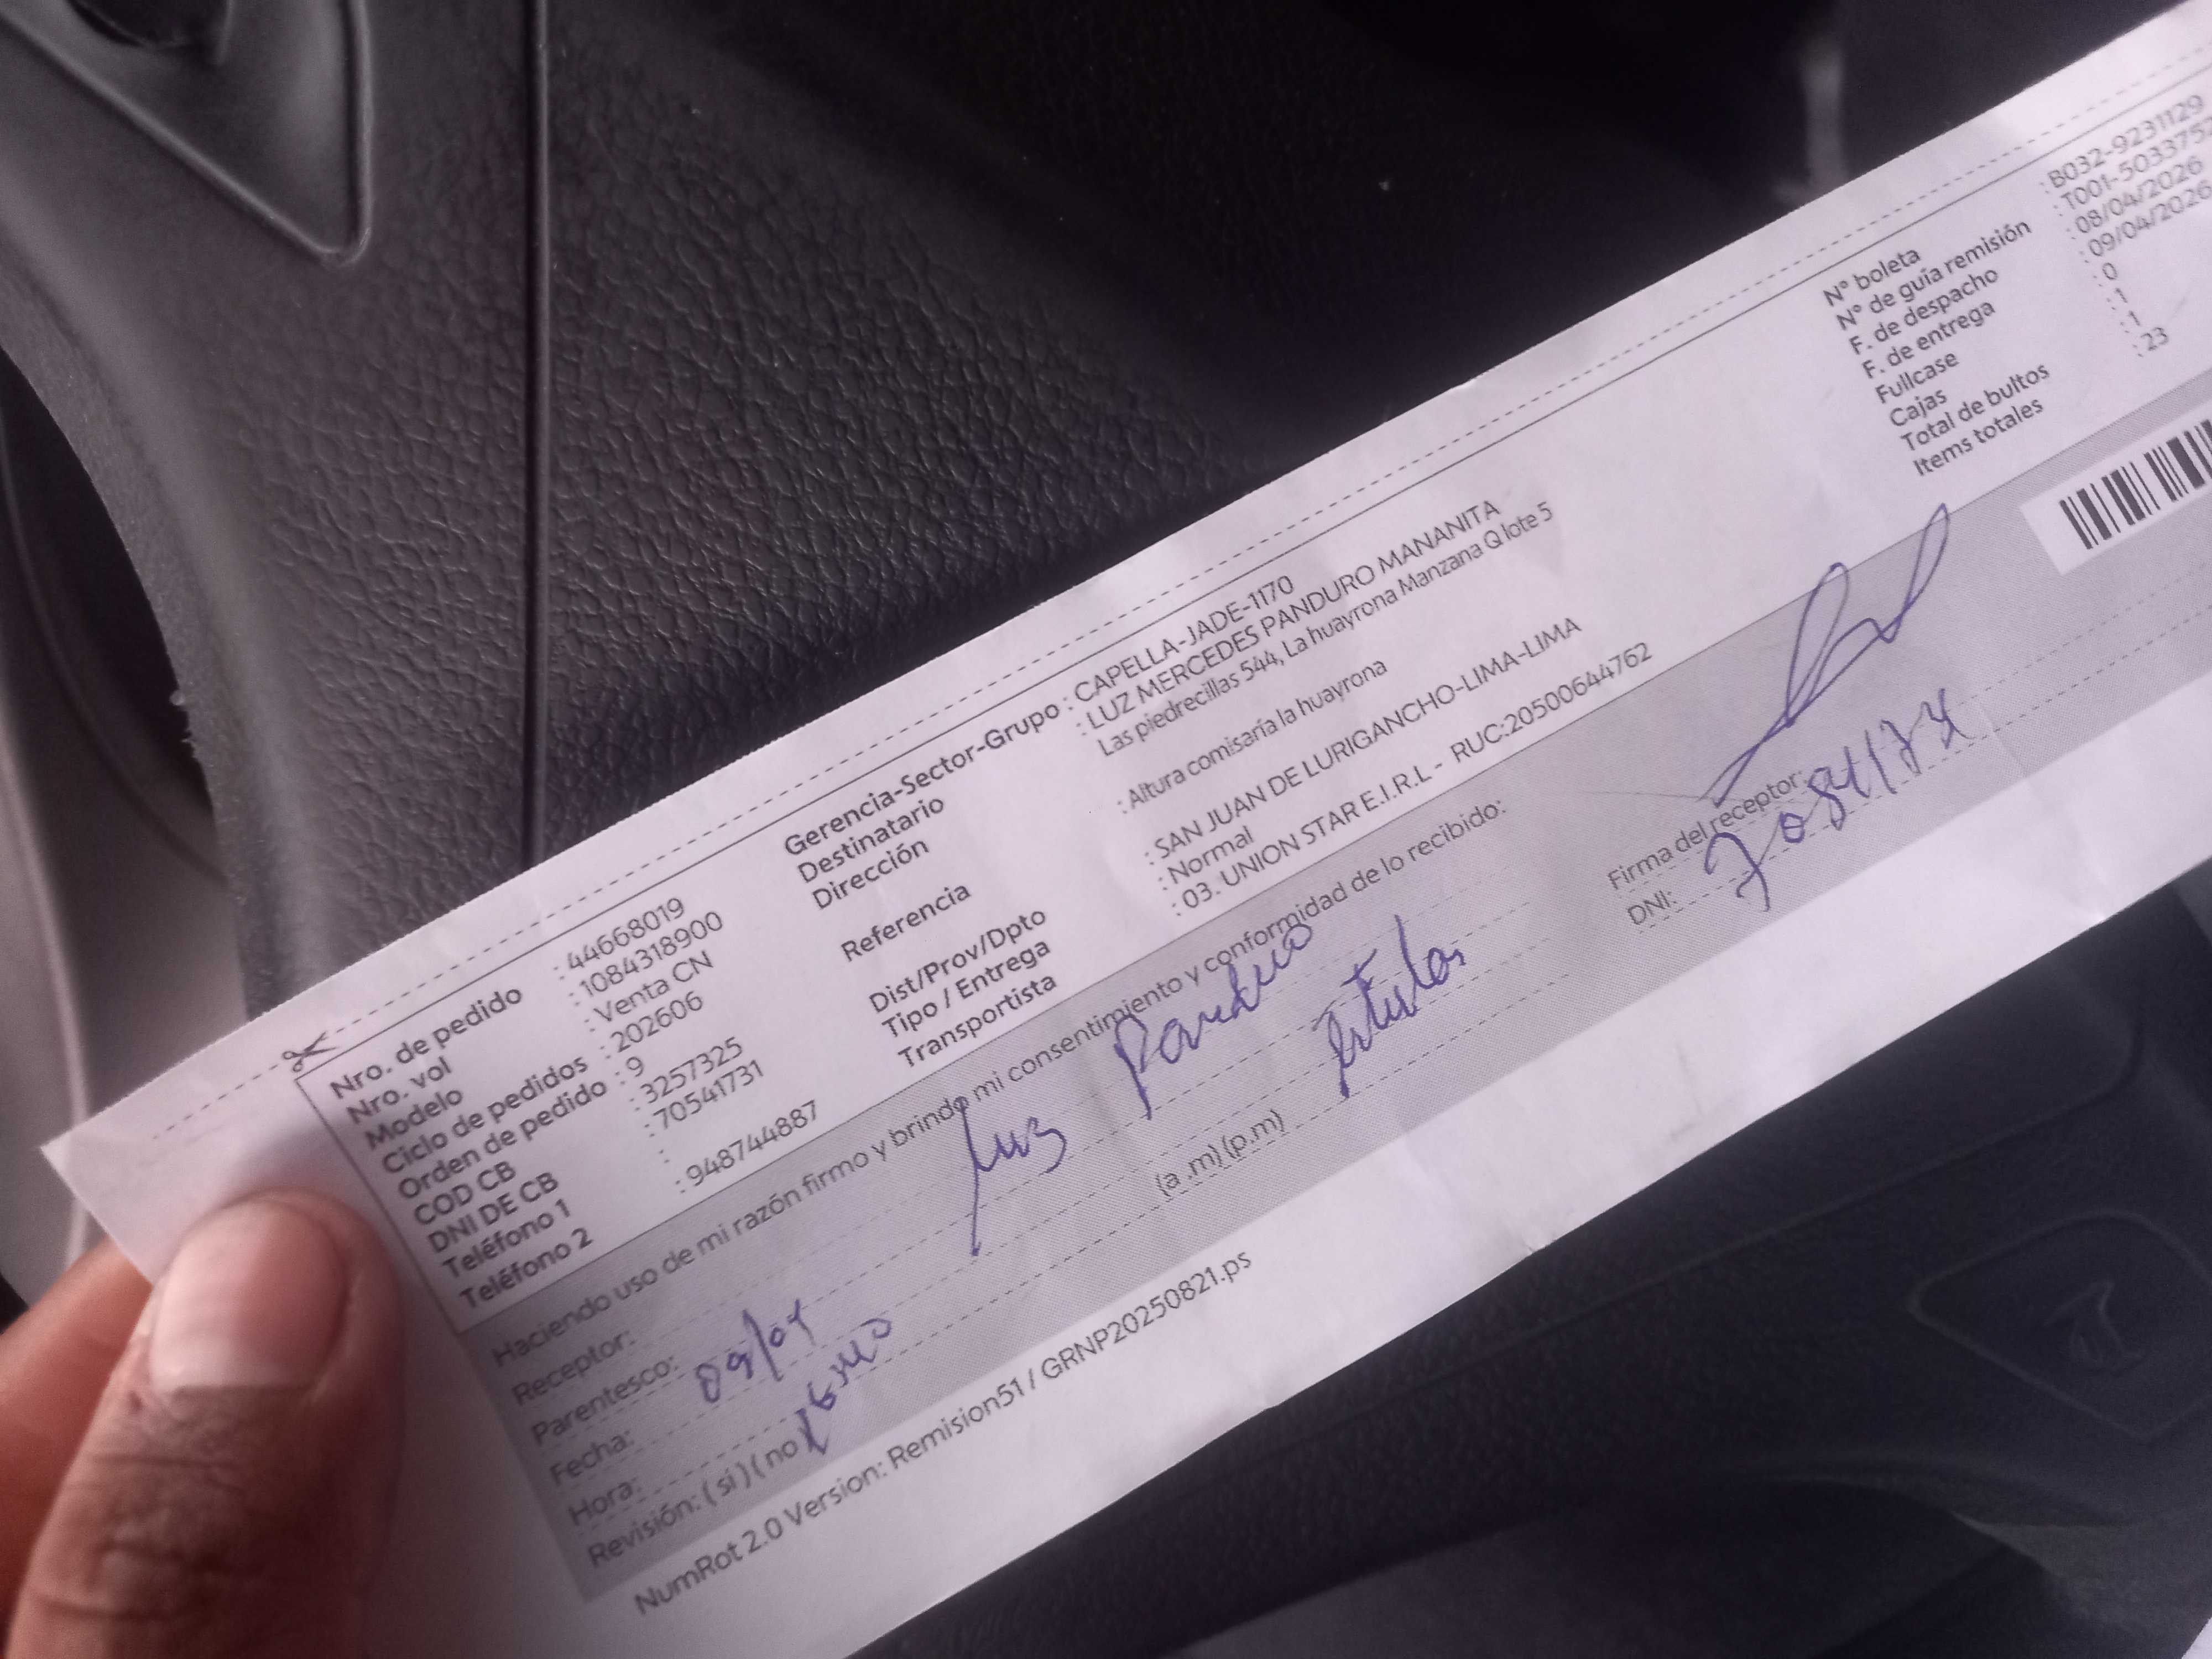 Nro. de pedido : 44668019
Nro. vol : 1084318900
Modelo : Venta CN
Ciclo de pedidos : 202606
Orden de pedido : 9
COD CB : 3257325
DNI DE CB : 70541731
Teléfono 1 :
Teléfono 2 : 948744887
Gerencia-Sector-Grupo : CAPELLA-JADE-1170
Destinatario : LUZ MERCEDES PANDURO MANANITA
Dirección Las piedrecillas 544, La huayrona Manzana Q lote 5
Referencia : Altura comisaría la huayrona
Dist/Prov/Dpto : SAN JUAN DE LURIGANCHO-LIMA-LIMA
Tipo / Entrega : Normal
Transportista : 03. UNION STAR E.I.R.L - RUC:20500644762
N° boleta : B032-9231129
N° de guía remisión : T001-503375
F. de despacho : 08/04/2026
F. de entrega : 09/04/2026
Fullcase : 0
Cajas : 1
Total de bultos : 1
Items totales : 23
Haciendo uso de mi razón firmo y brindo mi consentimiento y conformidad de lo recibido:
Receptor: Luz Panduro
Parentesco:
Fecha: 09/04
Hora: (a .m) (p.m)
Revisión: ( si ) ( no )
Firma del receptor:
DNI:
NumRot 2.0 Version: Remision51 / GRNP20250821.ps